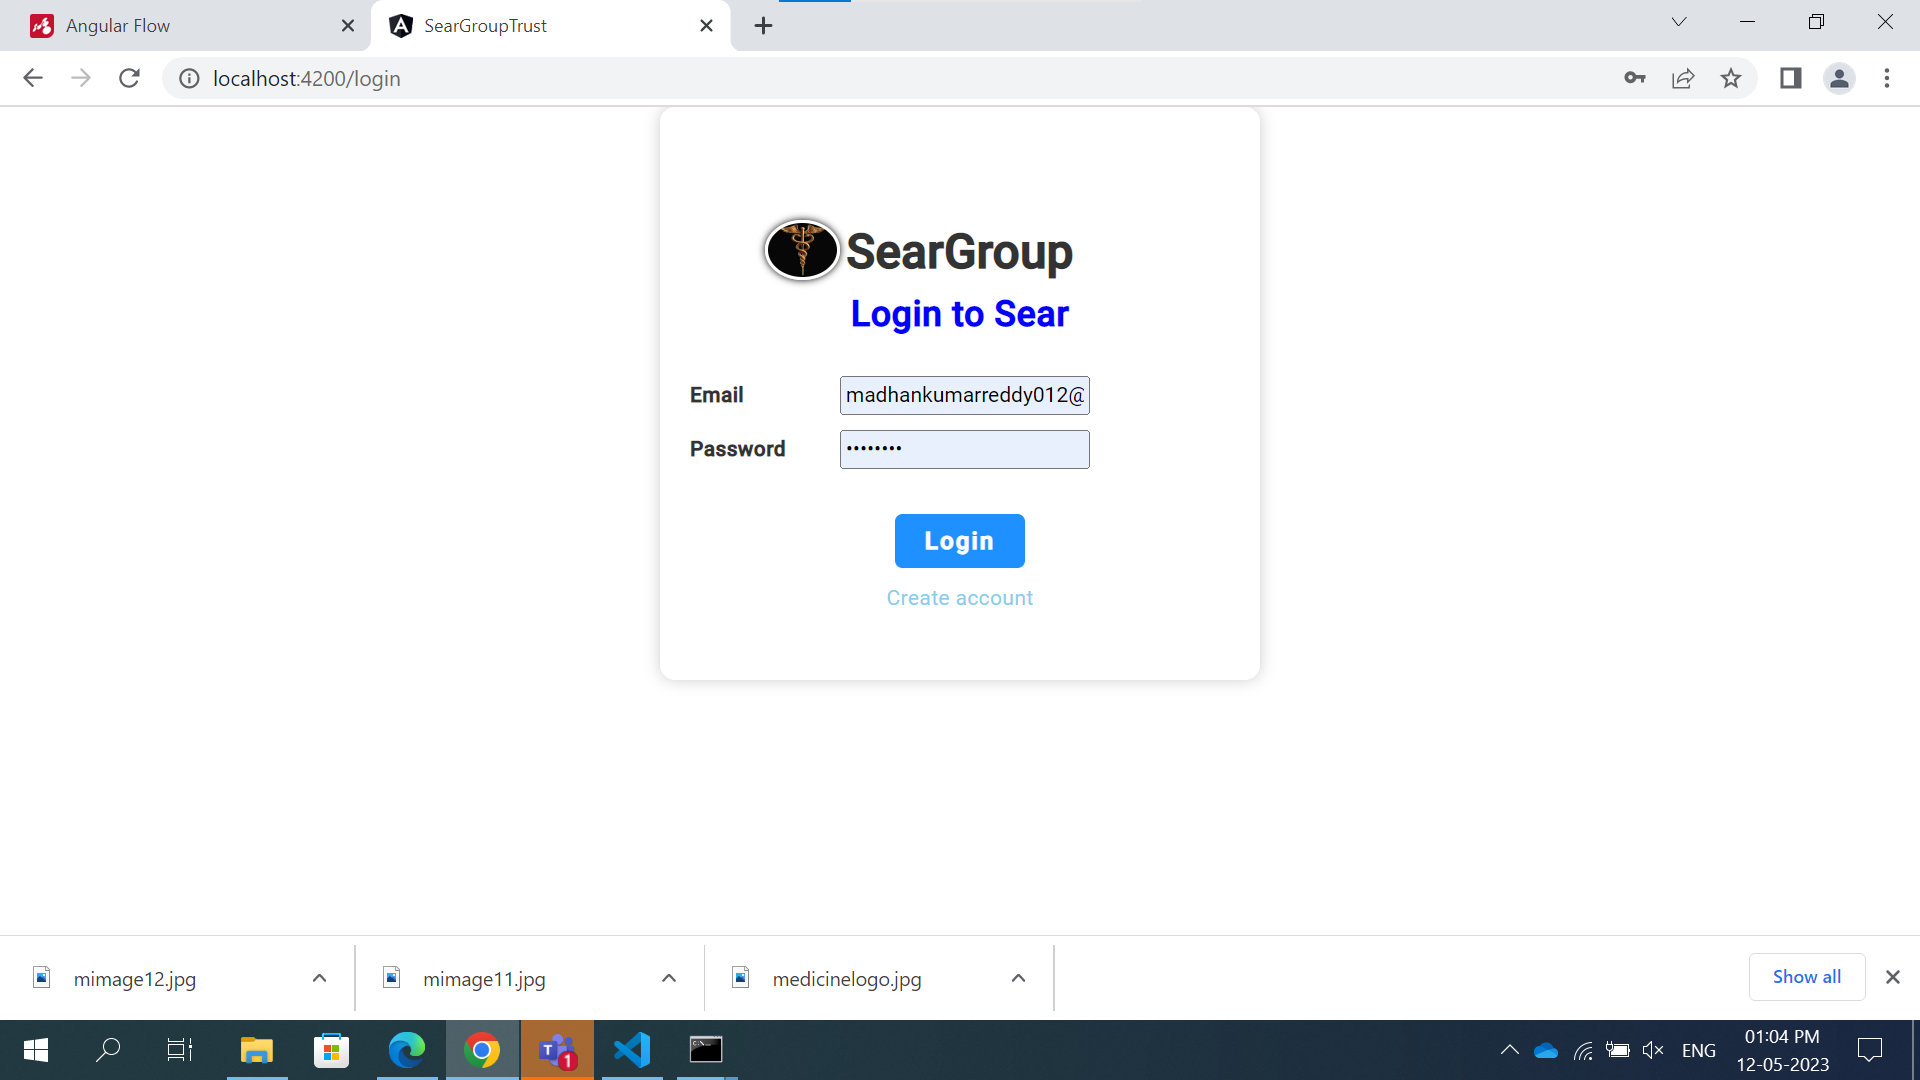 Angular Flow
SearGroupTrust
localhost:4200/login
SearGroup
Login to Sear
Email
madhankumarreddy012@
Password
••••••••
Login
Create account
mimage12.jpg
mimage11.jpg
medicinelogo.jpg
Show all
T
1
C:\
ENG
01:04 PM
12-05-2023